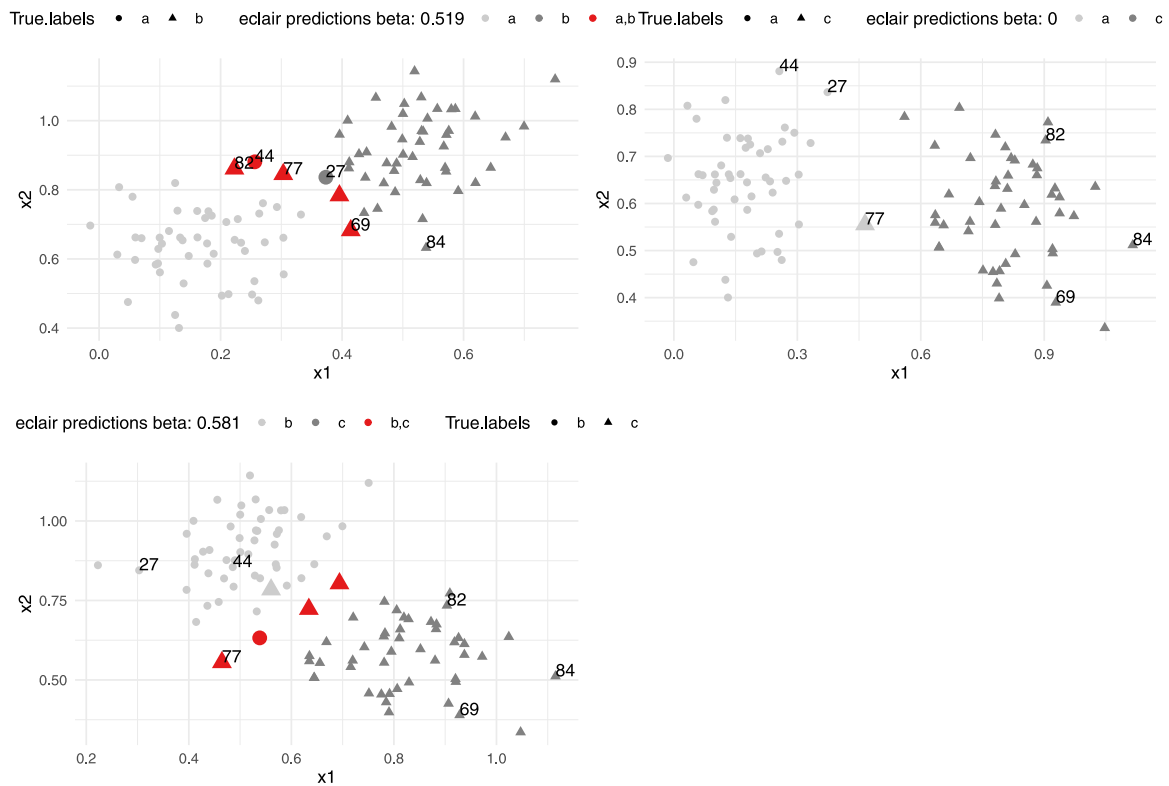 True.labels a b eclair predictions beta: 0.519 a b a,b
True.labels a c eclair predictions beta: 0 a c
82 44 77 27
69
84
1.0
0.8
0.6
0.4
x2
0.0 0.2 0.4 0.6
x1
44
27
82
77
84
69
0.9
0.8
0.7
0.6
0.5
0.4
x2
0.0 0.3 0.6 0.9
x1
eclair predictions beta: 0.581 b c b,c True.labels b c
27 44
82
77
84
69
1.00
0.75
0.50
x2
0.2 0.4 0.6 0.8 1.0
x1